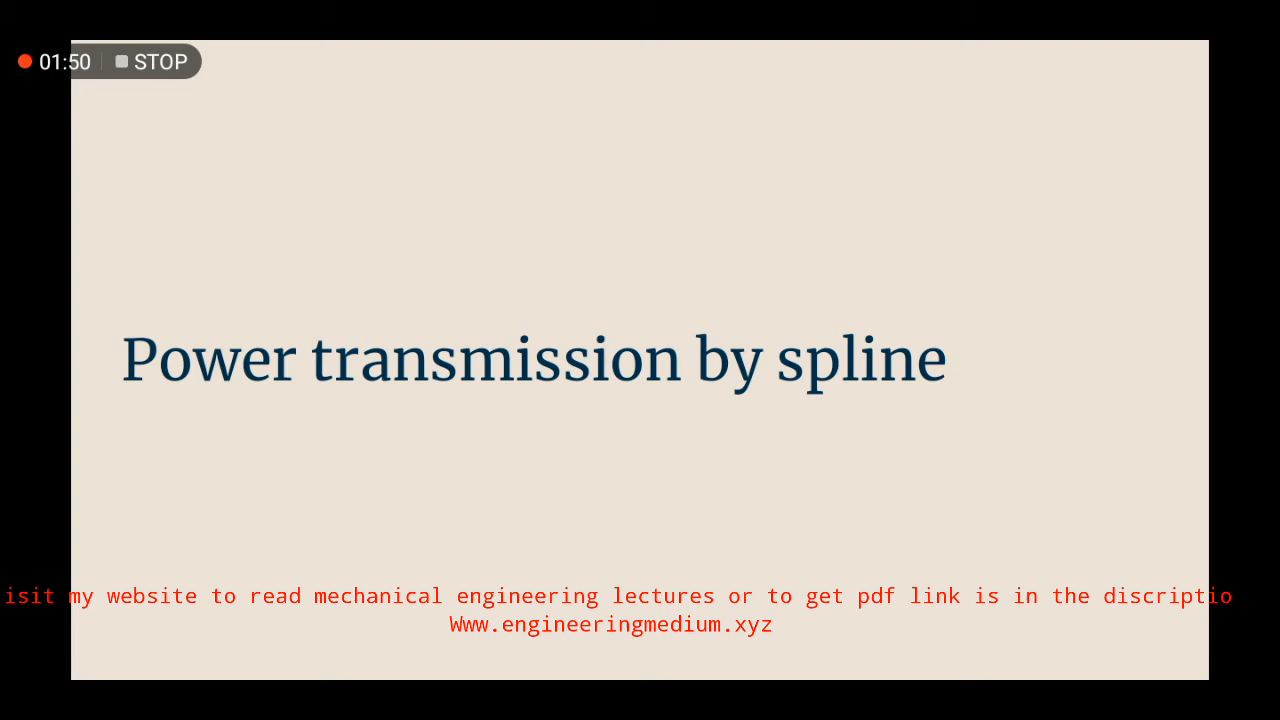 01:50 STOP
Power transmission by spline
isit my website to read mechanical engineering lectures or to get pdf link is in the discriptio
Www.engineeringmedium.xyz